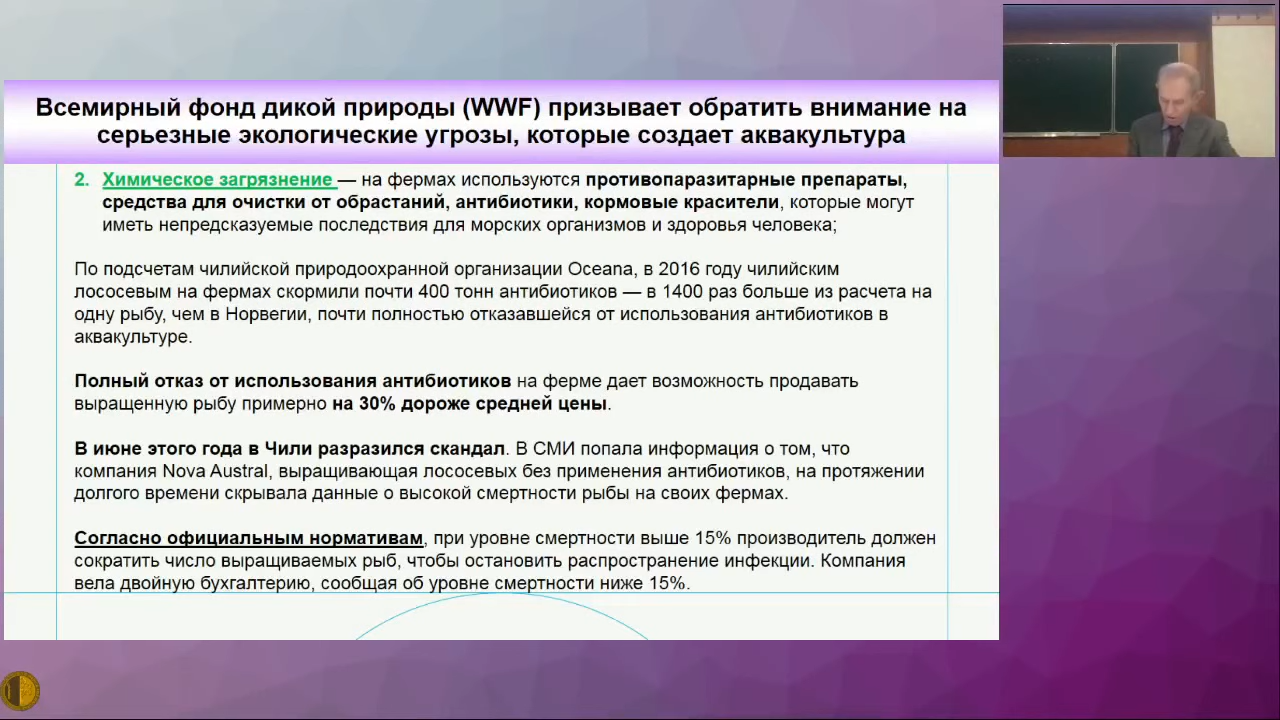 Всемирный фонд дикой природы (WWF) призывает обратить внимание на
серьезные экологические угрозы, которые создает аквакультура
2. Химическое загрязнение — на фермах используются противопаразитарные препараты,
средства для очистки от обрастаний, антибиотики, кормовые красители, которые могут
иметь непредсказуемые последствия для морских организмов и здоровья человека;
По подсчетам чилийской природоохранной организации Oceana, в 2016 году чилийским
лососевым на фермах скормили почти 400 тонн антибиотиков — в 1400 раз больше из расчета на
одну рыбу, чем в Норвегии, почти полностью отказавшейся от использования антибиотиков в
аквакультуре.
Полный отказ от использования антибиотиков на ферме дает возможность продавать
выращенную рыбу примерно на 30% дороже средней цены.
В июне этого года в Чили разразился скандал. В СМИ попала информация о том, что
компания Nova Austral, выращивающая лососевых без применения антибиотиков, на протяжении
долгого времени скрывала данные о высокой смертности рыбы на своих фермах.
Согласно официальным нормативам, при уровне смертности выше 15% производитель должен
сократить число выращиваемых рыб, чтобы остановить распространение инфекции. Компания
вела двойную бухгалтерию, сообщая об уровне смертности ниже 15%.